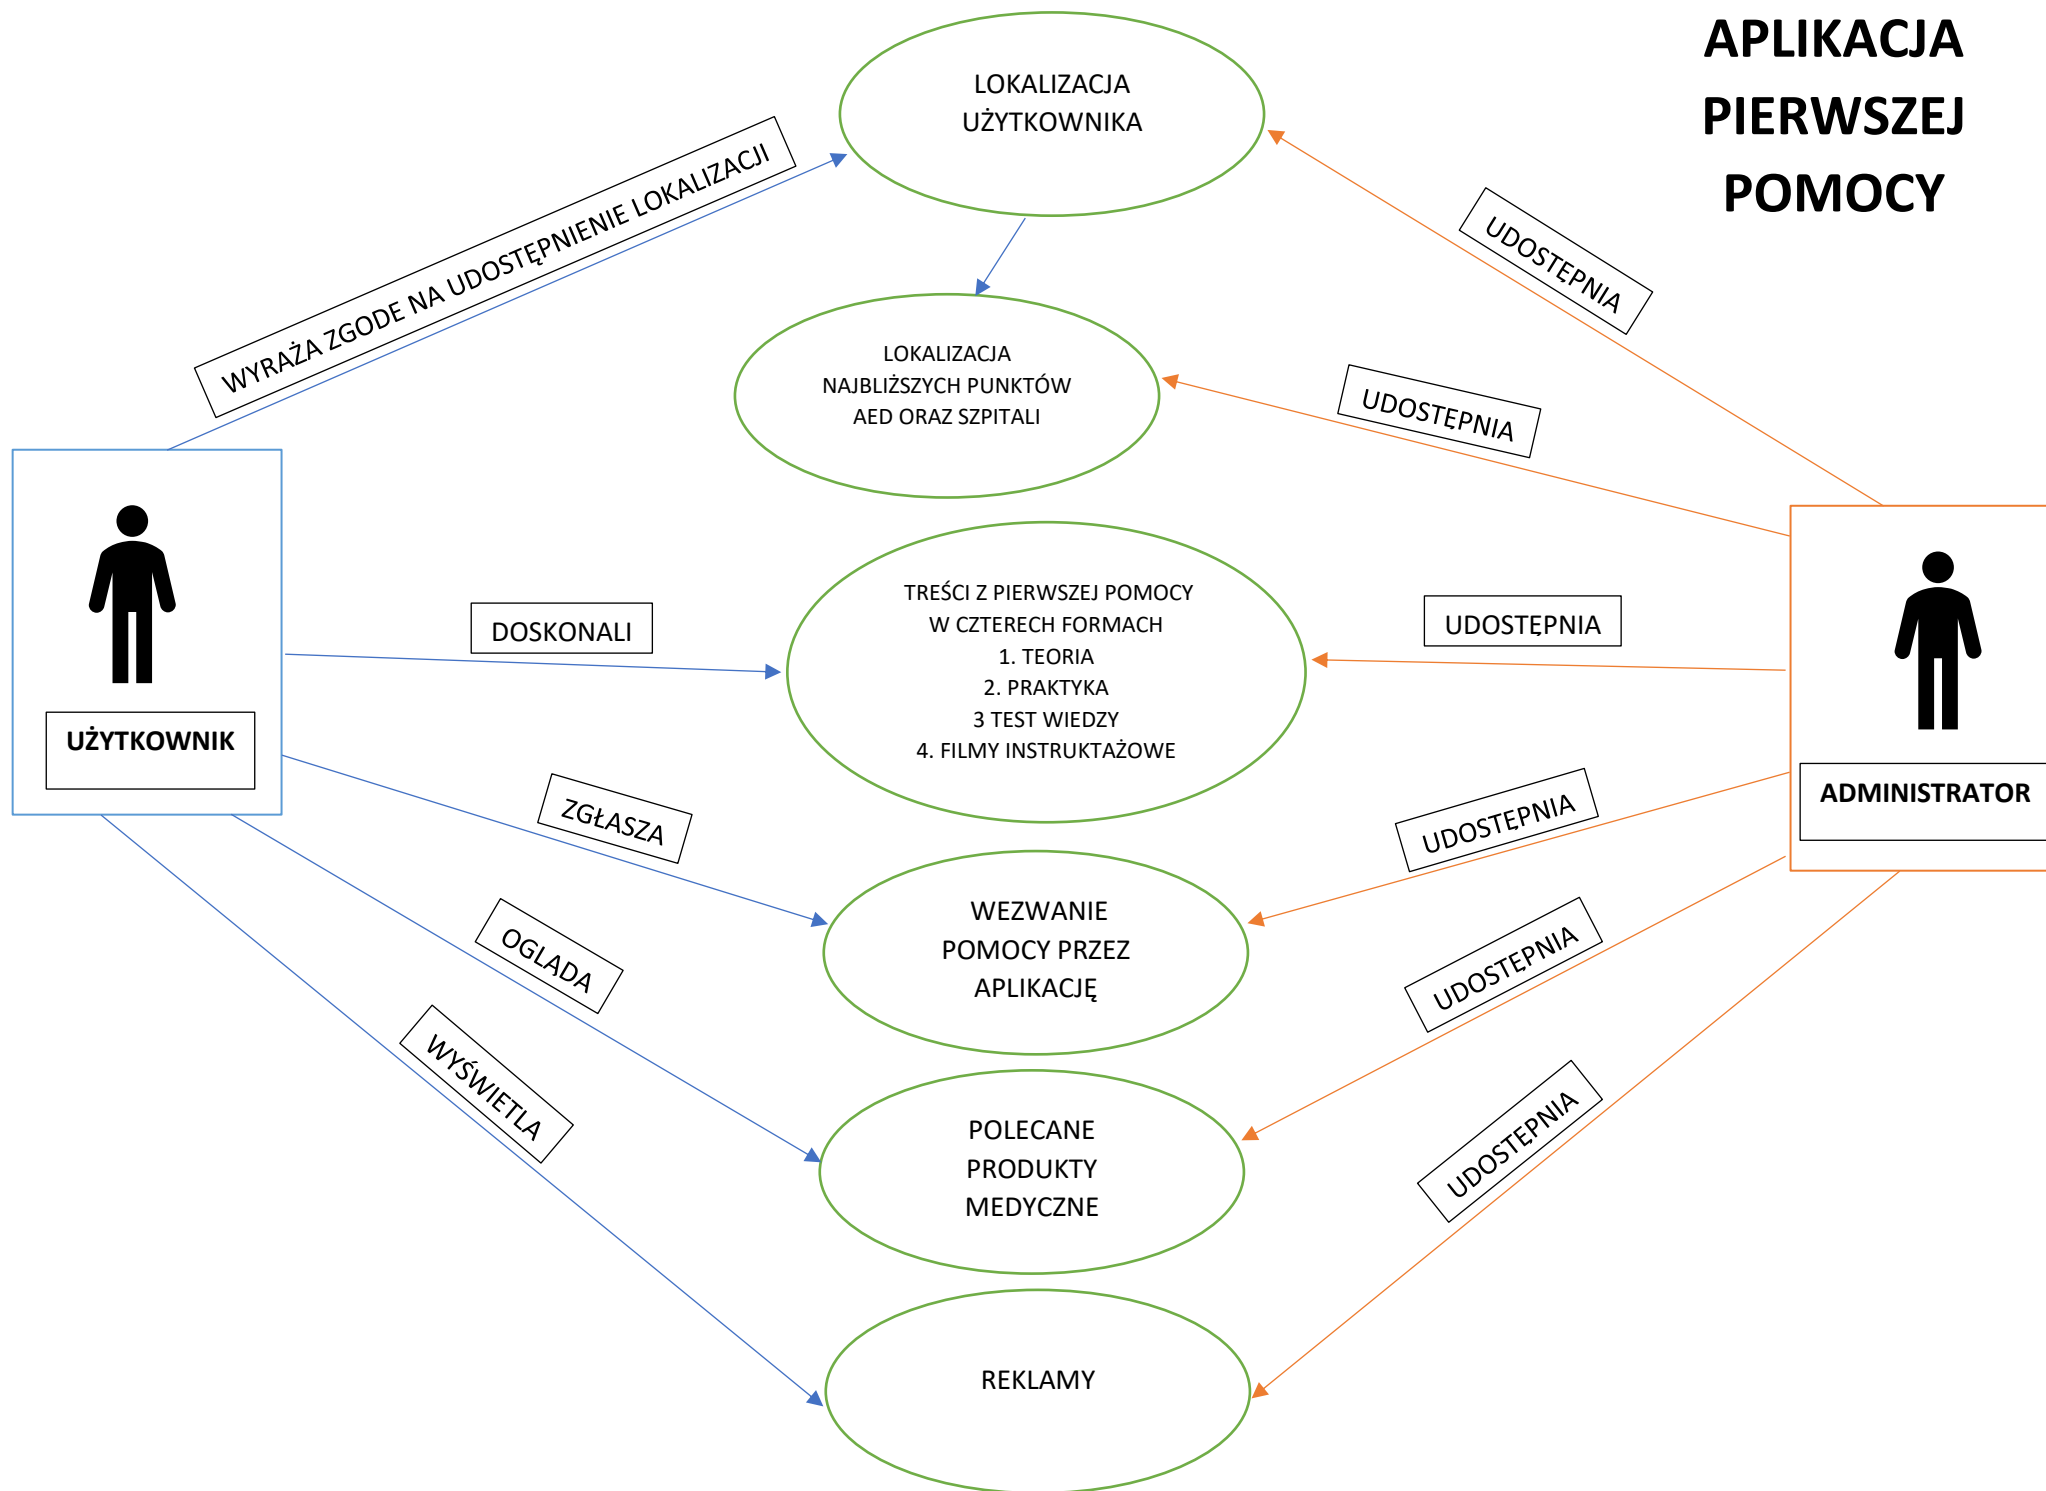 APLIKACJA
PIERWSZEJ
POMOCY
LOKALIZACJA
UŻYTKOWNIKA
WYRAŻA ZGODE NA UDOSTĘPNIENIE LOKALIZACJI
UDOSTĘPNIA
LOKALIZACJA
NAJBLIŻSZYCH PUNKTÓW
AED ORAZ SZPITALI
UDOSTĘPNIA
TREŚCI Z PIERWSZEJ POMOCY
W CZTERECH FORMACH
1. TEORIA
2. PRAKTYKA
3 TEST WIEDZY
4. FILMY INSTRUKTAŻOWE
DOSKONALI
UDOSTĘPNIA
UŻYTKOWNIK
ADMINISTRATOR
ZGŁASZA
UDOSTĘPNIA
WEZWANIE
POMOCY PRZEZ
APLIKACJĘ
OGLĄDA
UDOSTĘPNIA
POLECANE
PRODUKTY
MEDYCZNE
WYŚWIETLA
UDOSTĘPNIA
REKLAMY